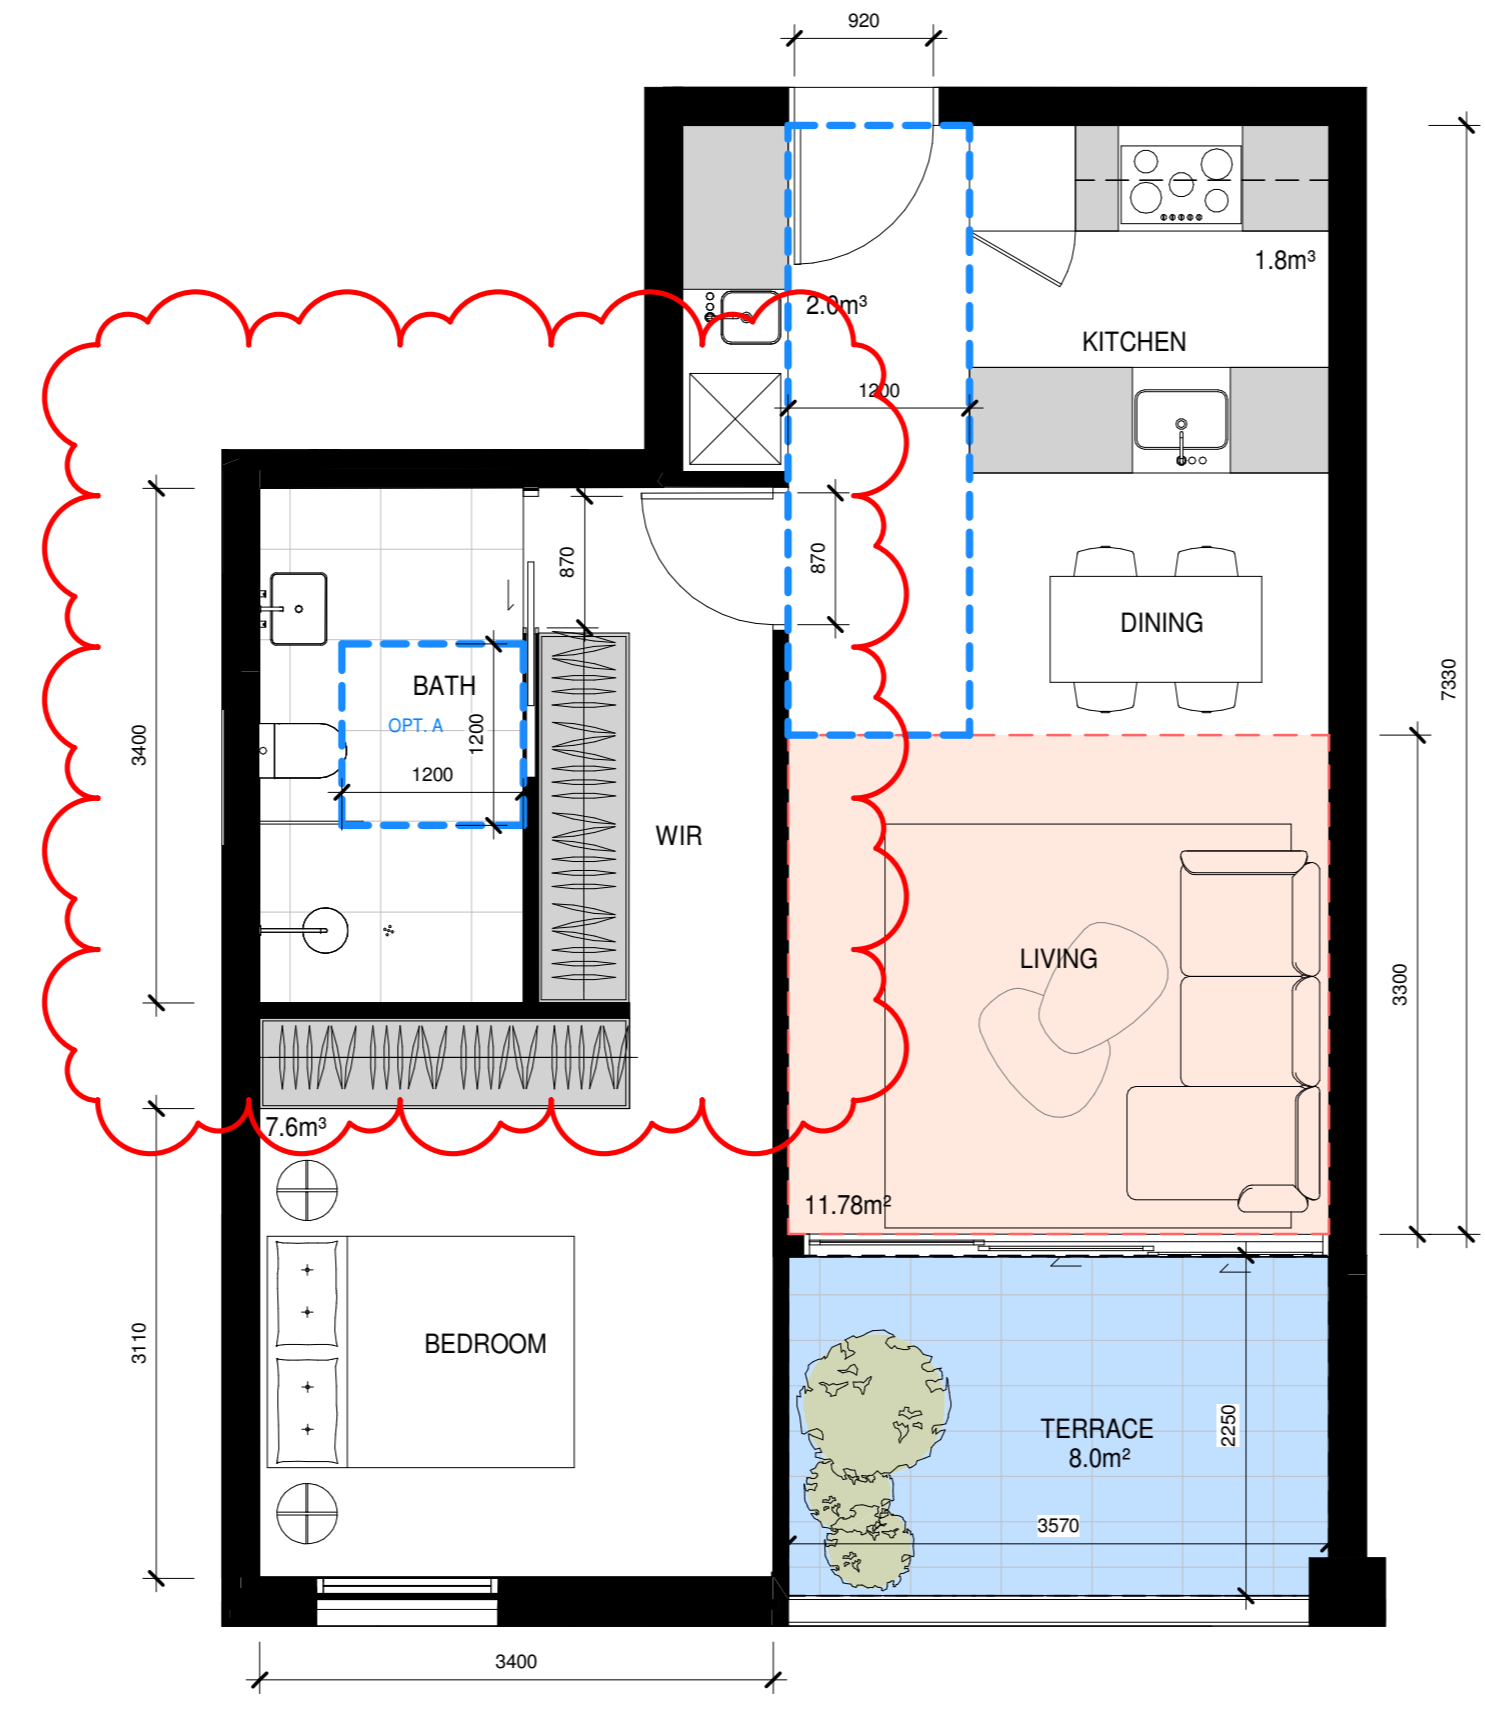 920
1.8m³
2.0m³
KITCHEN
1200
870
870
DINING
7330
BATH
OPT. A
1200
1200
3400
WIR
LIVING
3300
7.6m³
11.78m²
3110
BEDROOM
TERRACE
8.0m²
2250
3570
3400